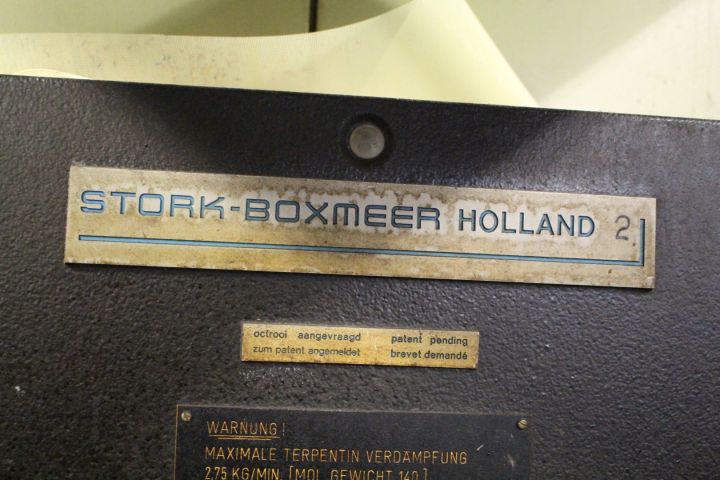 STORK-BOXMEER HOLLAND 2
octrooi aangevraagd patent pending
zum patent angemeldet brevet demandé
WARNUNG!
MAXIMALE TERPENTIN VERDAMPFUNG
2,75 KG/MIN. [MOL. GEWICHT 140]